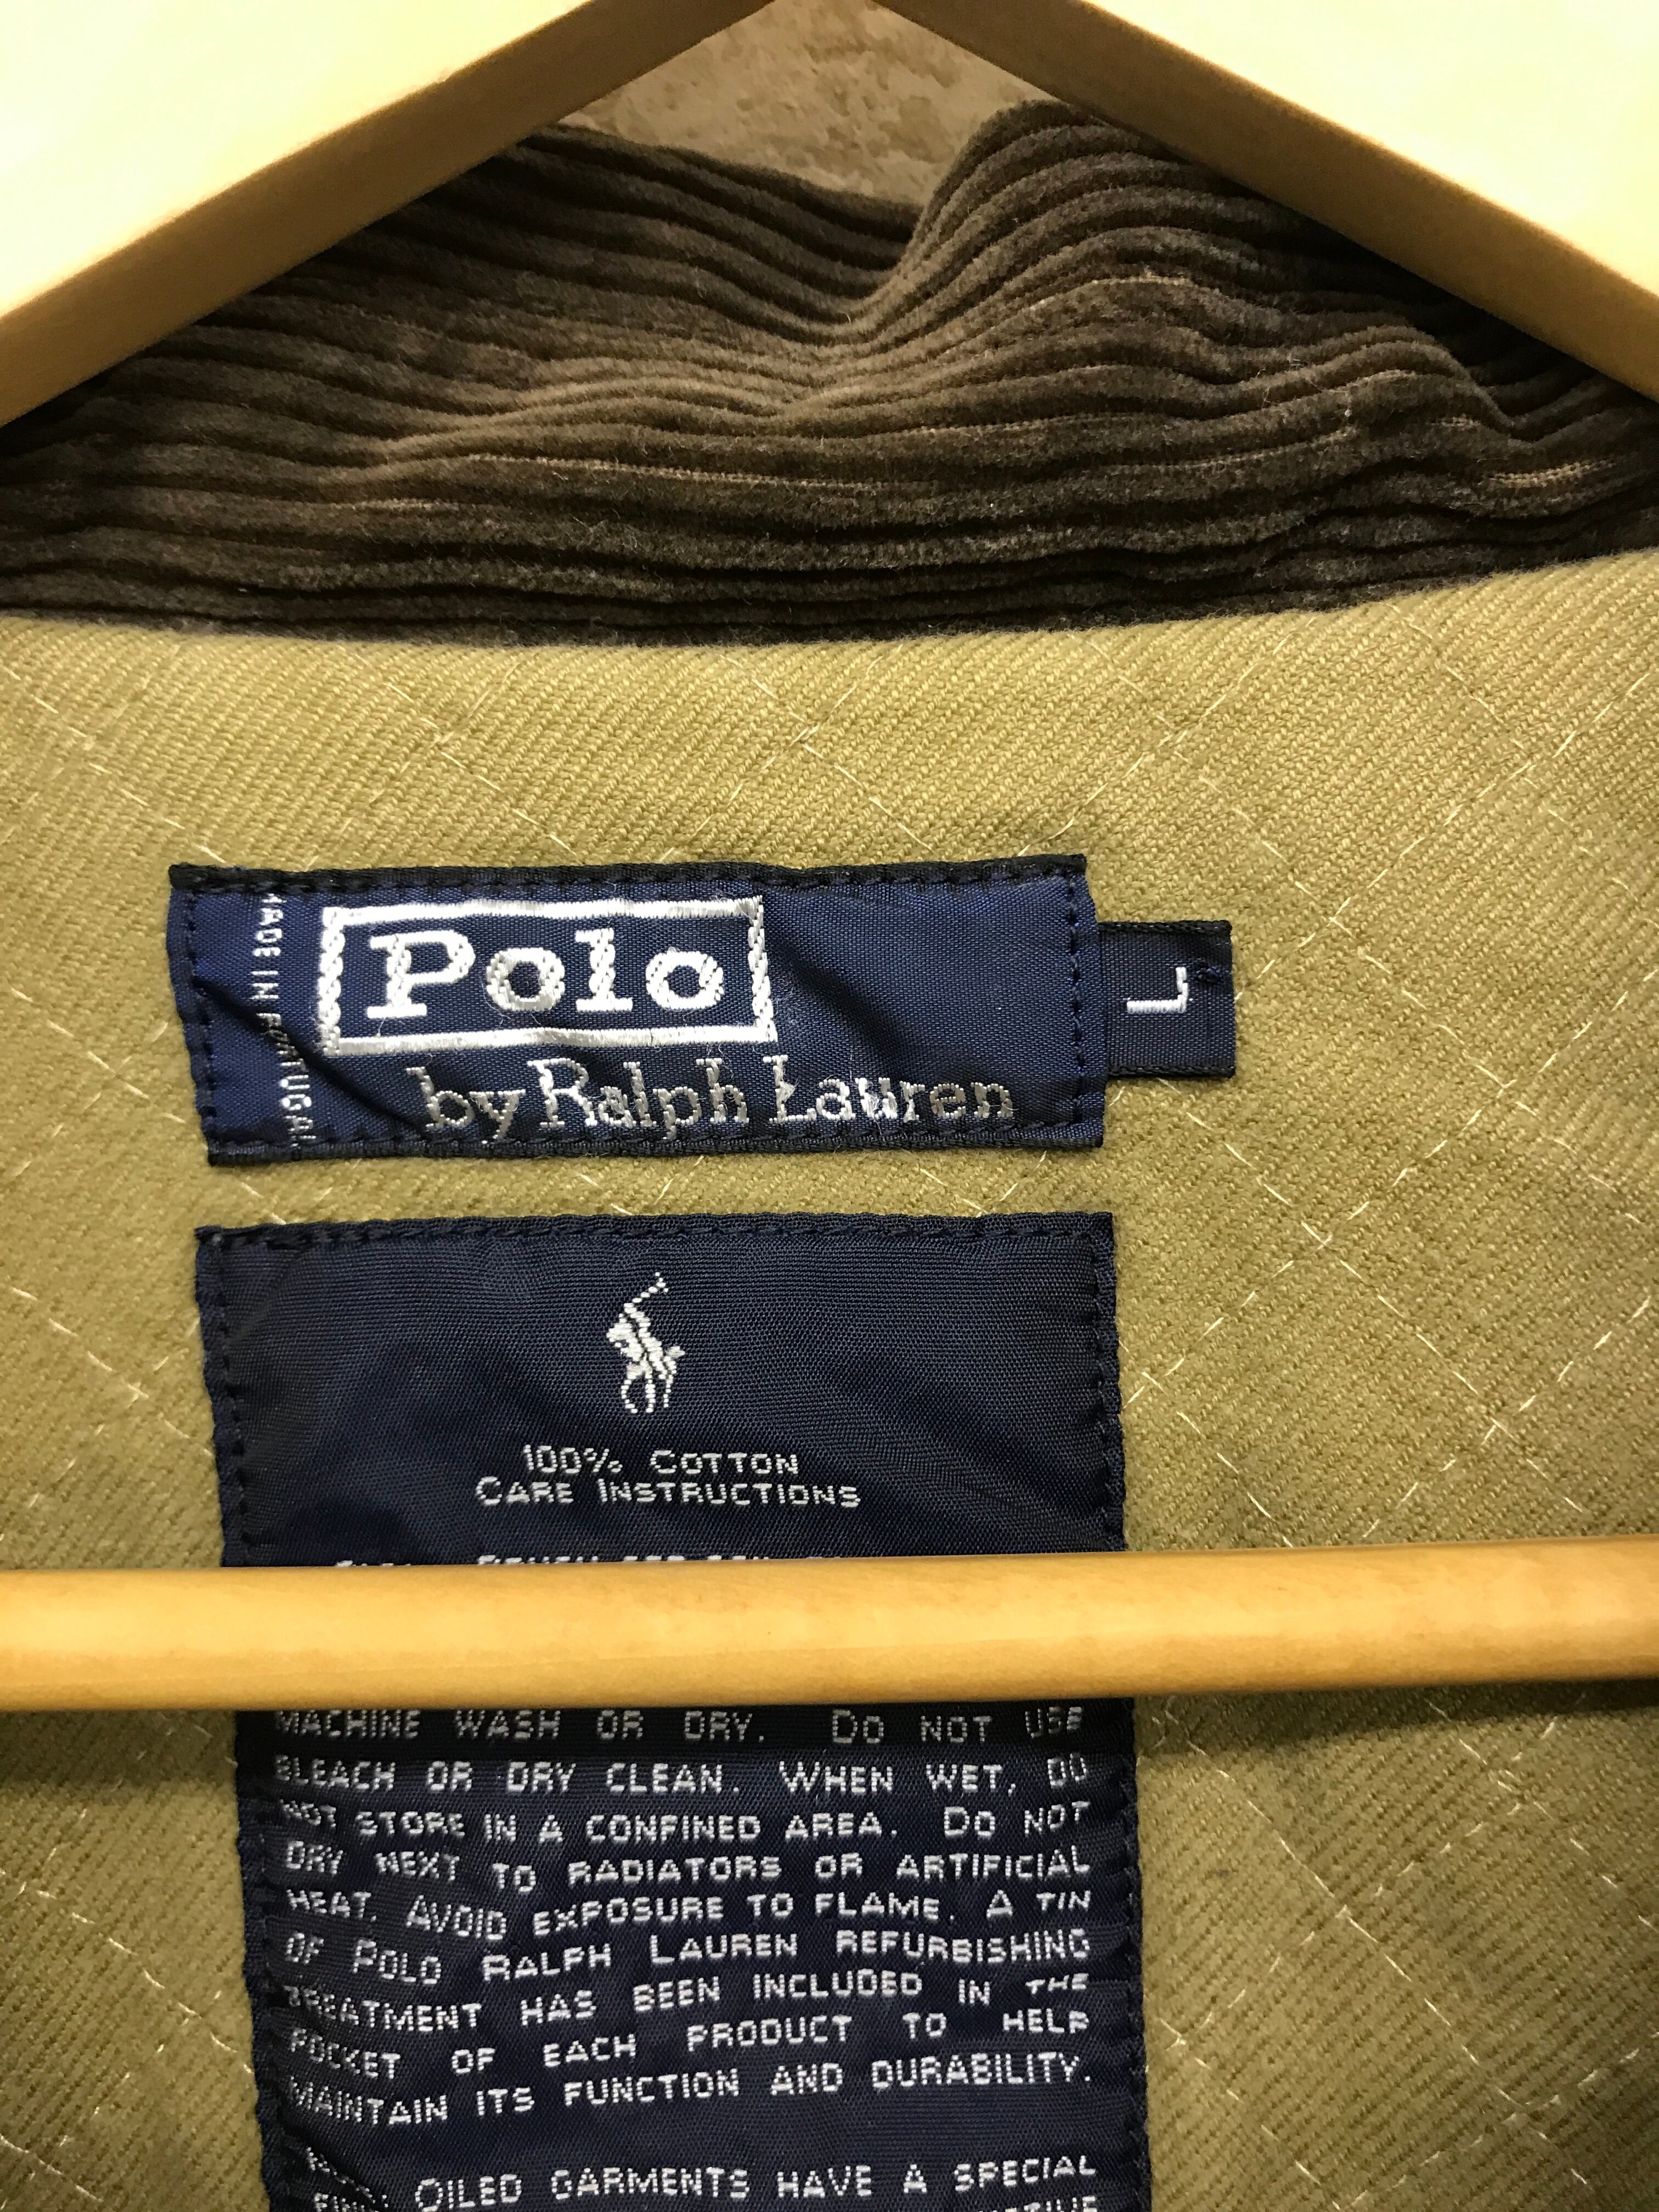 MADE IN PORTUGAL
Polo
by Ralph Lauren
L
100% COTTON
CARE INSTRUCTIONS
MACHINE WASH OR DRY. DO NOT USE
BLEACH OR DRY CLEAN. WHEN WET, DO
NOT STORE IN A CONFINED AREA. DO NOT
DRY NEXT TO RADIATORS OR ARTIFICIAL
HEAT. AVOID EXPOSURE TO FLAME. A TIN
OF POLO RALPH LAUREN REFURBISHING
TREATMENT HAS BEEN INCLUDED IN THE
POCKET OF EACH PRODUCT TO HELP
MAINTAIN ITS FUNCTION AND DURABILITY.
OILED GARMENTS HAVE A SPECIAL